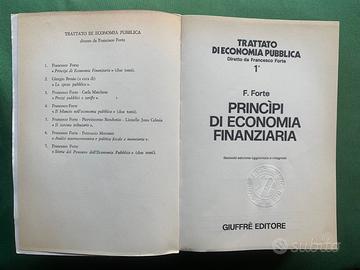 TRATTATO DI ECONOMIA PUBBLICA
diretto da Francesco Forte
1. Francesco Forte
« Principi di Economia Finanziaria » (due tomi).
2. Giorgio Brosio (a cura di)
« La spesa pubblica »
3. Francesco Forte - Carla Marchese
« Prezzi pubblici e tariffe »
4. Francesco Forte
« Il bilancio nell'economia pubblica » (due tomi).
5. Francesco Forte - Piervincenzo Bondonio - Lionello Jona Celesia
« Il sistema tributario ».
6. Francesco Forte -
« Analisi macroeconomica e politica fiscale e monetaria ».
7. Francesco Forte
« Storia del Pensiero dell'Economia Pubblica » (due tomi).
TRATTATO
DI ECONOMIA PUBBLICA
Diretto da Francesco Forte
1*
F. Forte
PRINCÌPI
DI ECONOMIA
FINANZIARIA
Seconda edizione aggiornata e integrata
GIUFFRÈ EDITORE
subito